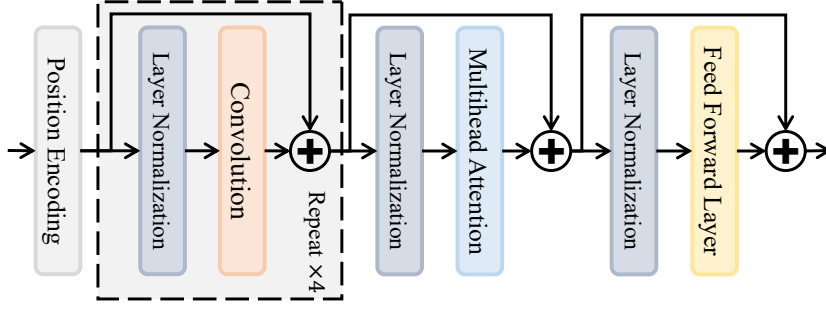 Position Encoding
Layer Normalization
Convolution
Repeat ×4
Layer Normalization
Multihead Attention
Layer Normalization
Feed Forward Layer